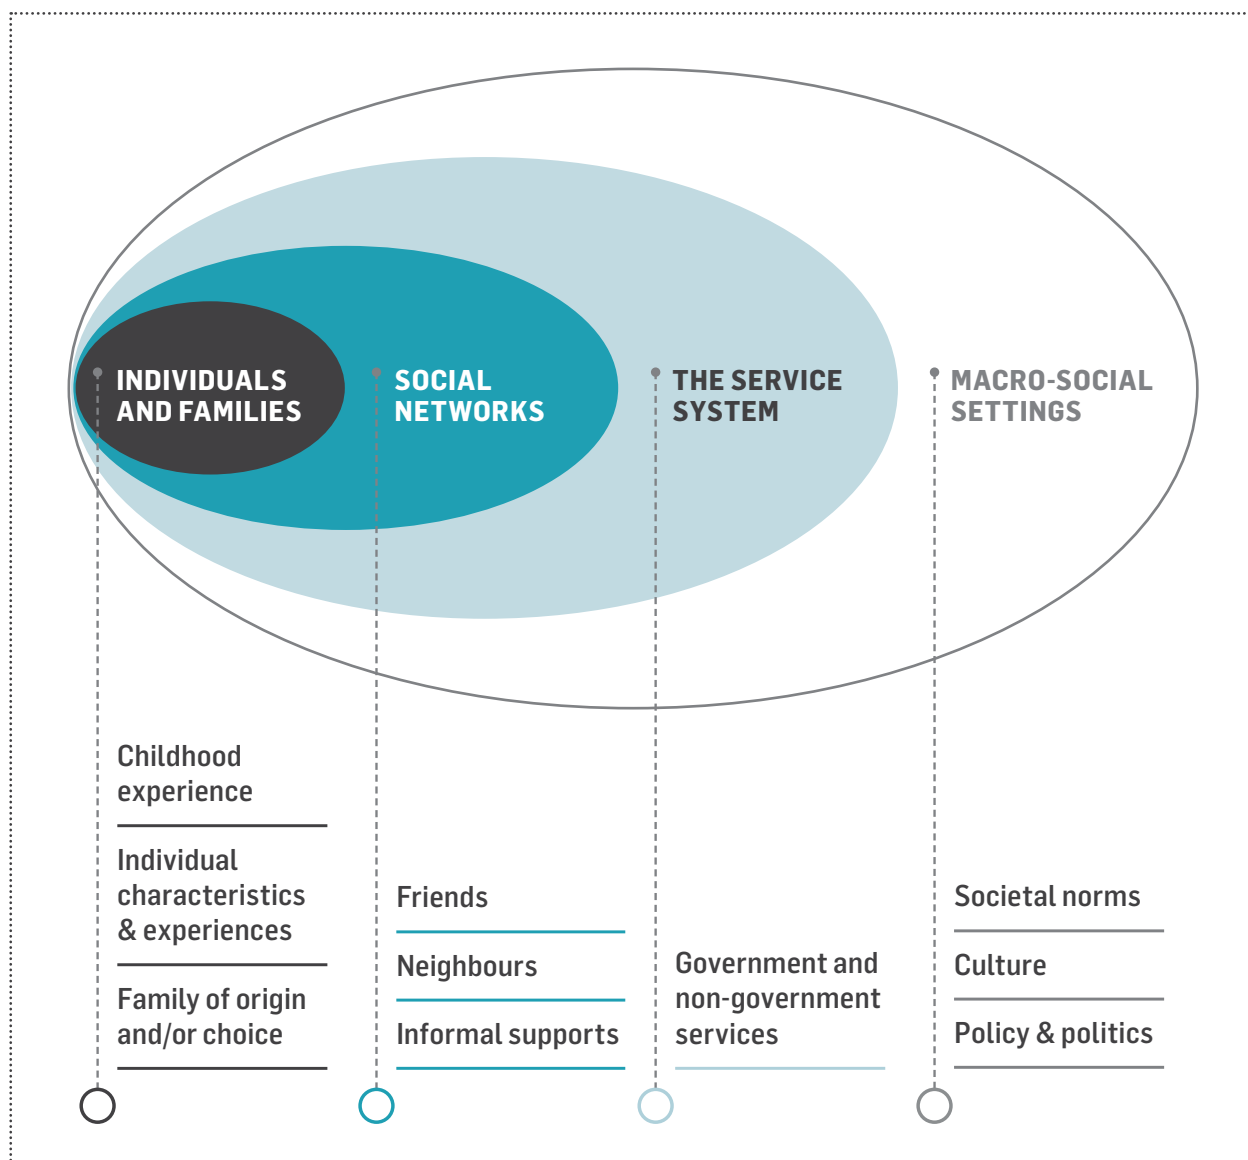 INDIVIDUALS
AND FAMILIES
SOCIAL
NETWORKS
THE SERVICE
SYSTEM
MACRO-SOCIAL
SETTINGS
Childhood
experience
Individual
characteristics
& experiences
Family of origin
and/or choice
Friends
Neighbours
Informal supports
Government and
non-government
services
Societal norms
Culture
Policy & politics